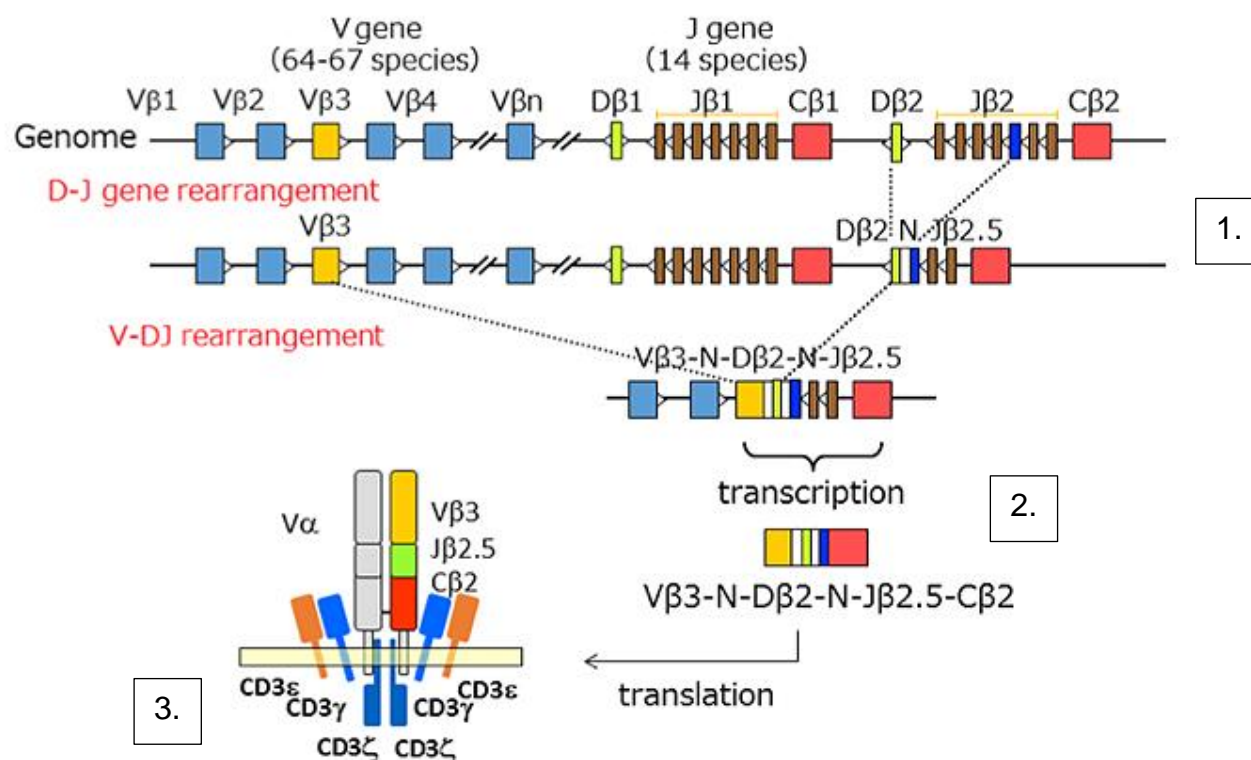 V gene
(64-67 species)
J gene
(14 species)
Vβ1 Vβ2 Vβ3 Vβ4 Vβn Dβ1 Jβ1 Cβ1 Dβ2 Jβ2 Cβ2
Genome
D-J gene rearrangement
Vβ3
Dβ2 N Jβ2.5
1.
V-DJ rearrangement
Vβ3-N-Dβ2-N-Jβ2.5
transcription
2.
Vβ3-N-Dβ2-N-Jβ2.5-Cβ2
translation
Vα
Vβ3
Jβ2.5
Cβ2
CD3ε CD3ε
CD3γ CD3γ
CD3ζ CD3ζ
3.